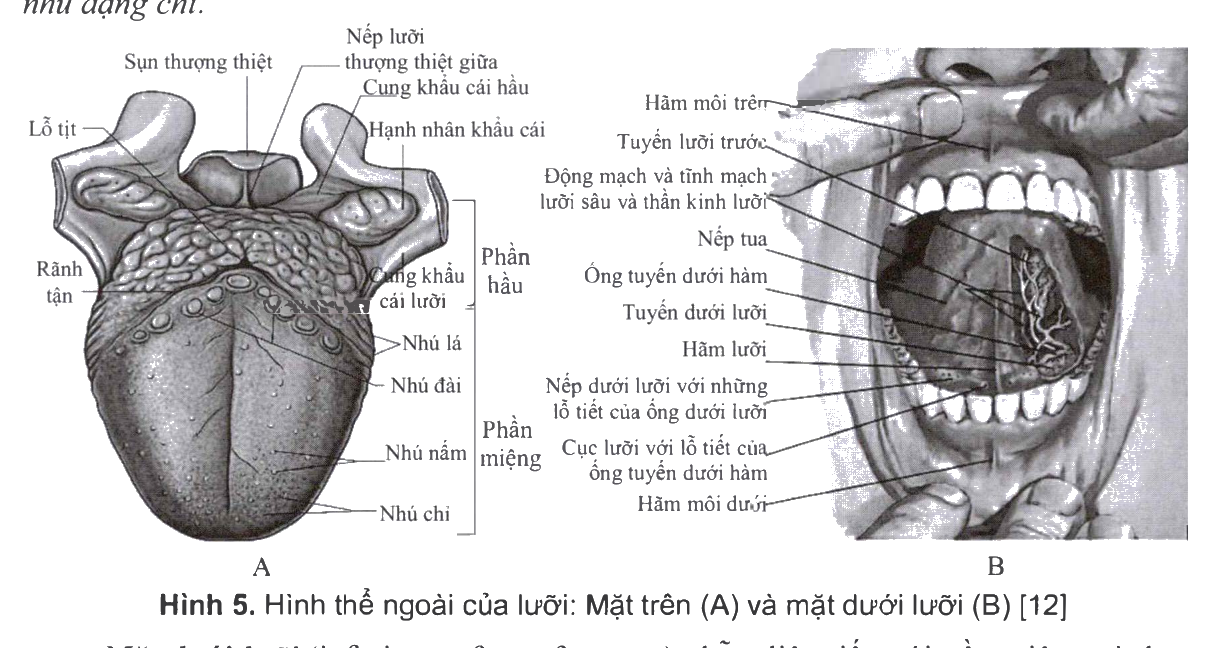 như dạng chỉ.
Nếp lưỡi
thượng thiệt giữa
Sụn thượng thiệt
Cung khẩu cái hầu
Lỗ tịt
Hạnh nhân khẩu cái
Rãnh
tận
Cung khẩu
cái lưỡi
Phần
hầu
Nhú lá
Nhú đài
Phần
miệng
Nhú nấm
Nhú chỉ
A
Hãm môi trên
Tuyến lưỡi trước
Động mạch và tĩnh mạch
lưỡi sâu và thần kinh lưỡi
Nếp tua
Ống tuyến dưới hàm
Tuyến dưới lưỡi
Hãm lưỡi
Nếp dưới lưỡi với những
lỗ tiết của ống dưới lưỡi
Cục lưỡi với lỗ tiết của
ống tuyến dưới hàm
Hãm môi dưới
B
Hình 5. Hình thể ngoài của lưỡi: Mặt trên (A) và mặt dưới lưỡi (B) [12]